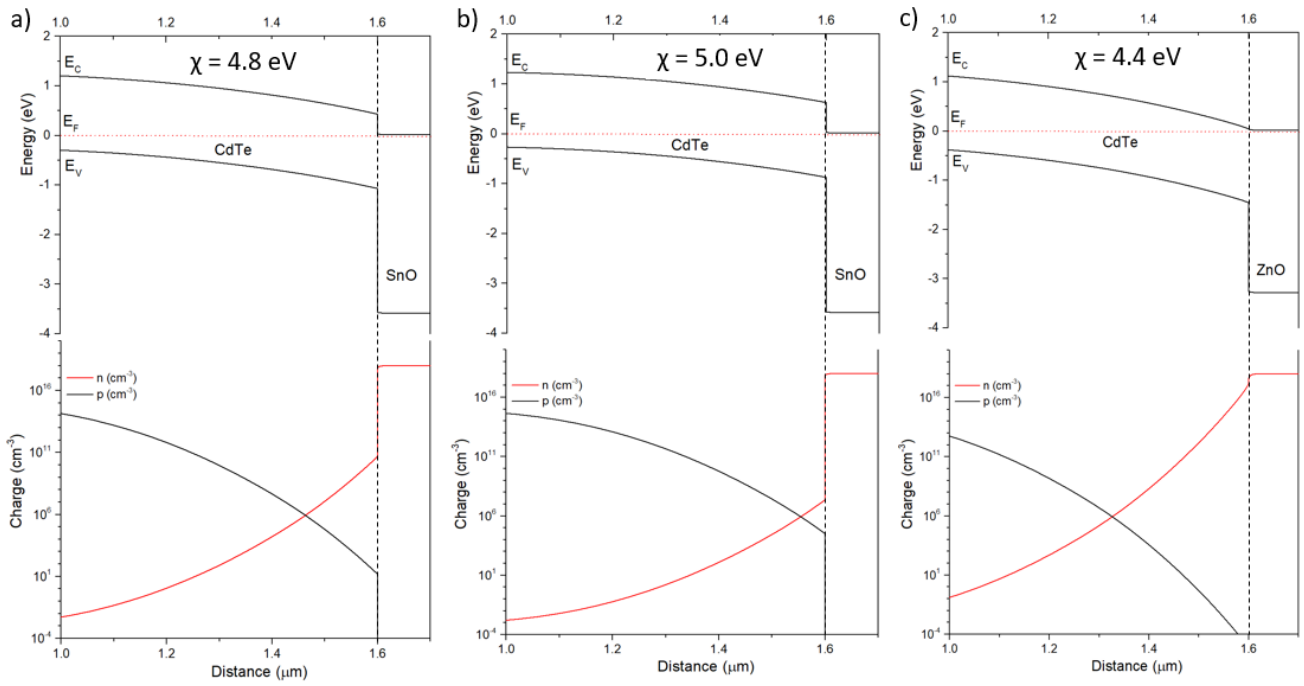 a)
1.0 1.2 1.4 1.6
2
1
0
-1
-2
-3
-4
Energy (eV)
χ = 4.8 eV
E_C
E_F
CdTe
E_V
SnO
n (cm⁻³)
p (cm⁻³)
10¹⁶
10¹¹
10⁶
10¹
10⁻⁴
Charge (cm⁻³)
1.0 1.2 1.4 1.6
Distance (μm)
b)
1.0 1.2 1.4 1.6
2
1
0
-1
-2
-3
-4
Energy (eV)
χ = 5.0 eV
E_C
E_F
CdTe
E_V
SnO
n (cm⁻³)
p (cm⁻³)
10¹⁶
10¹¹
10⁶
10¹
10⁻⁴
Charge (cm⁻³)
1.0 1.2 1.4 1.6
Distance (μm)
c)
1.0 1.2 1.4 1.6
2
1
0
-1
-2
-3
-4
Energy (eV)
χ = 4.4 eV
E_C
E_F
CdTe
E_V
ZnO
n (cm⁻³)
p (cm⁻³)
10¹⁶
10¹¹
10⁶
10¹
10⁻⁴
Charge (cm⁻³)
1.0 1.2 1.4 1.6
Distance (μm)